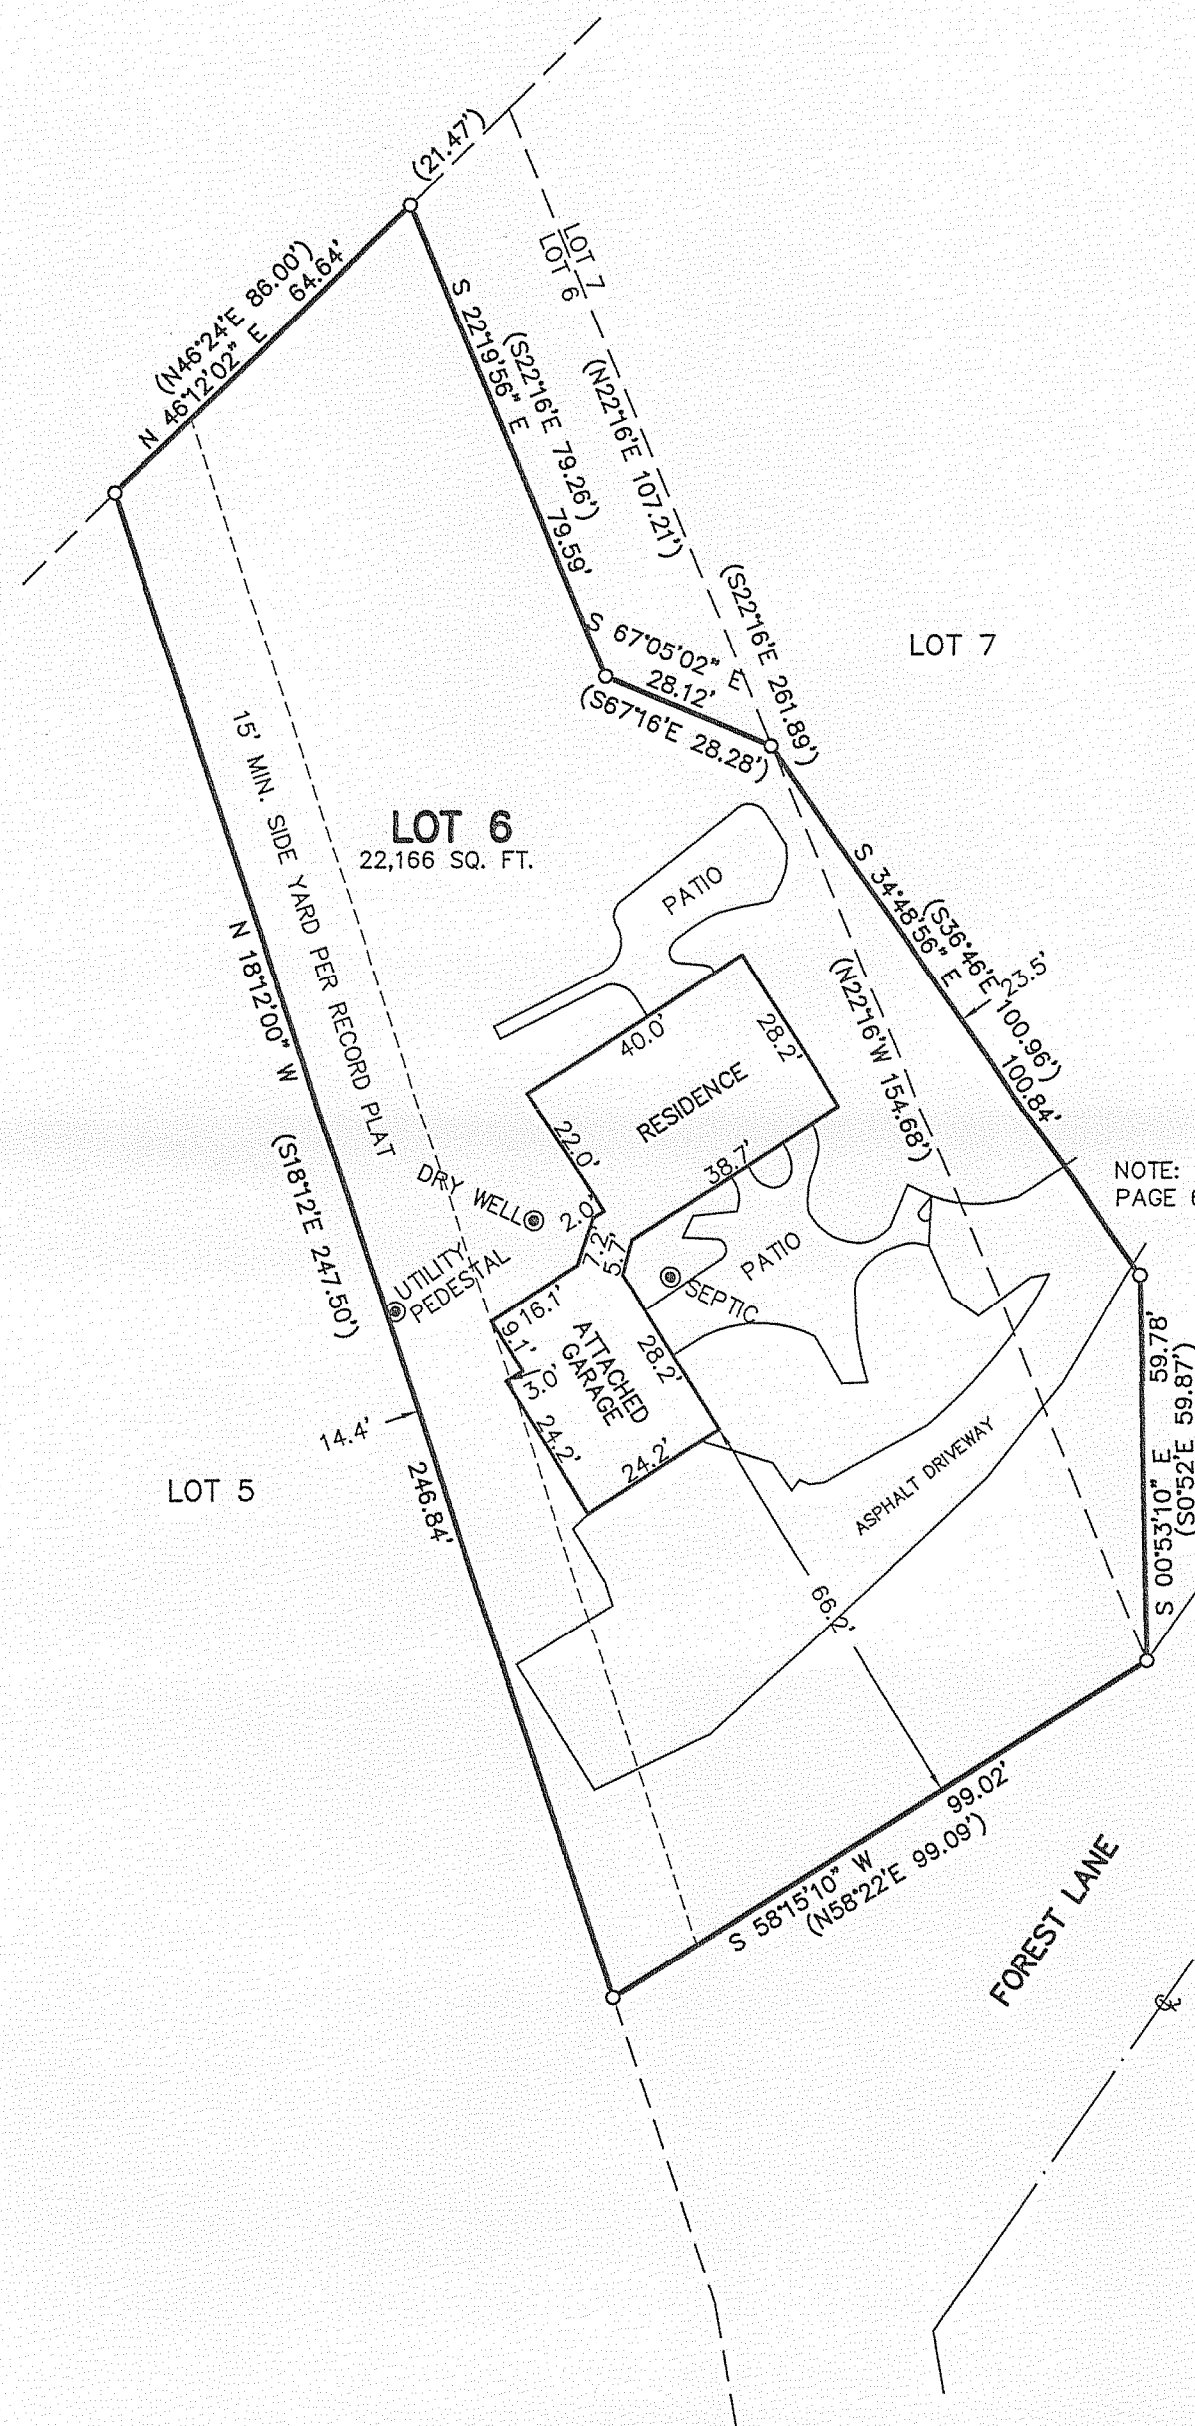 (21.47')
(N46°24'E 86.00')
64.64'
N 46°12'02" E
LOT 7
LOT 6
S 22°19'56" E
79.59'
(S22°16'E 79.26')
(N22°16'E 107.21')
(S22°16'E 261.89')
S 67°05'02" E
28.12'
(S67°16'E 28.28')
LOT 7
15' MIN. SIDE YARD PER RECORD PLAT
LOT 6
22,166 SQ. FT.
PATIO
S 34°48'56" E
100.84'
(S36°46'E 100.96')
23.5'
N 18°12'00" W
246.84'
(S18°12'E 247.50')
(N22°16'W 154.68')
40.0'
28.2'
RESIDENCE
22.0'
38.7'
NOTE:
PAGE 6
DRY WELL
2.0'
7.2'
5.7'
PATIO
UTILITY
PEDESTAL
SEPTIC
16.1'
9.1'
ATTACHED
GARAGE
28.2'
3.0'
24.2'
24.2'
14.4'
LOT 5
ASPHALT DRIVEWAY
S 00°53'10" E 59.78'
(S0°52'E 59.87')
66.2'
99.02'
S 58°15'10" W
(N58°22'E 99.09')
FOREST LANE
℄